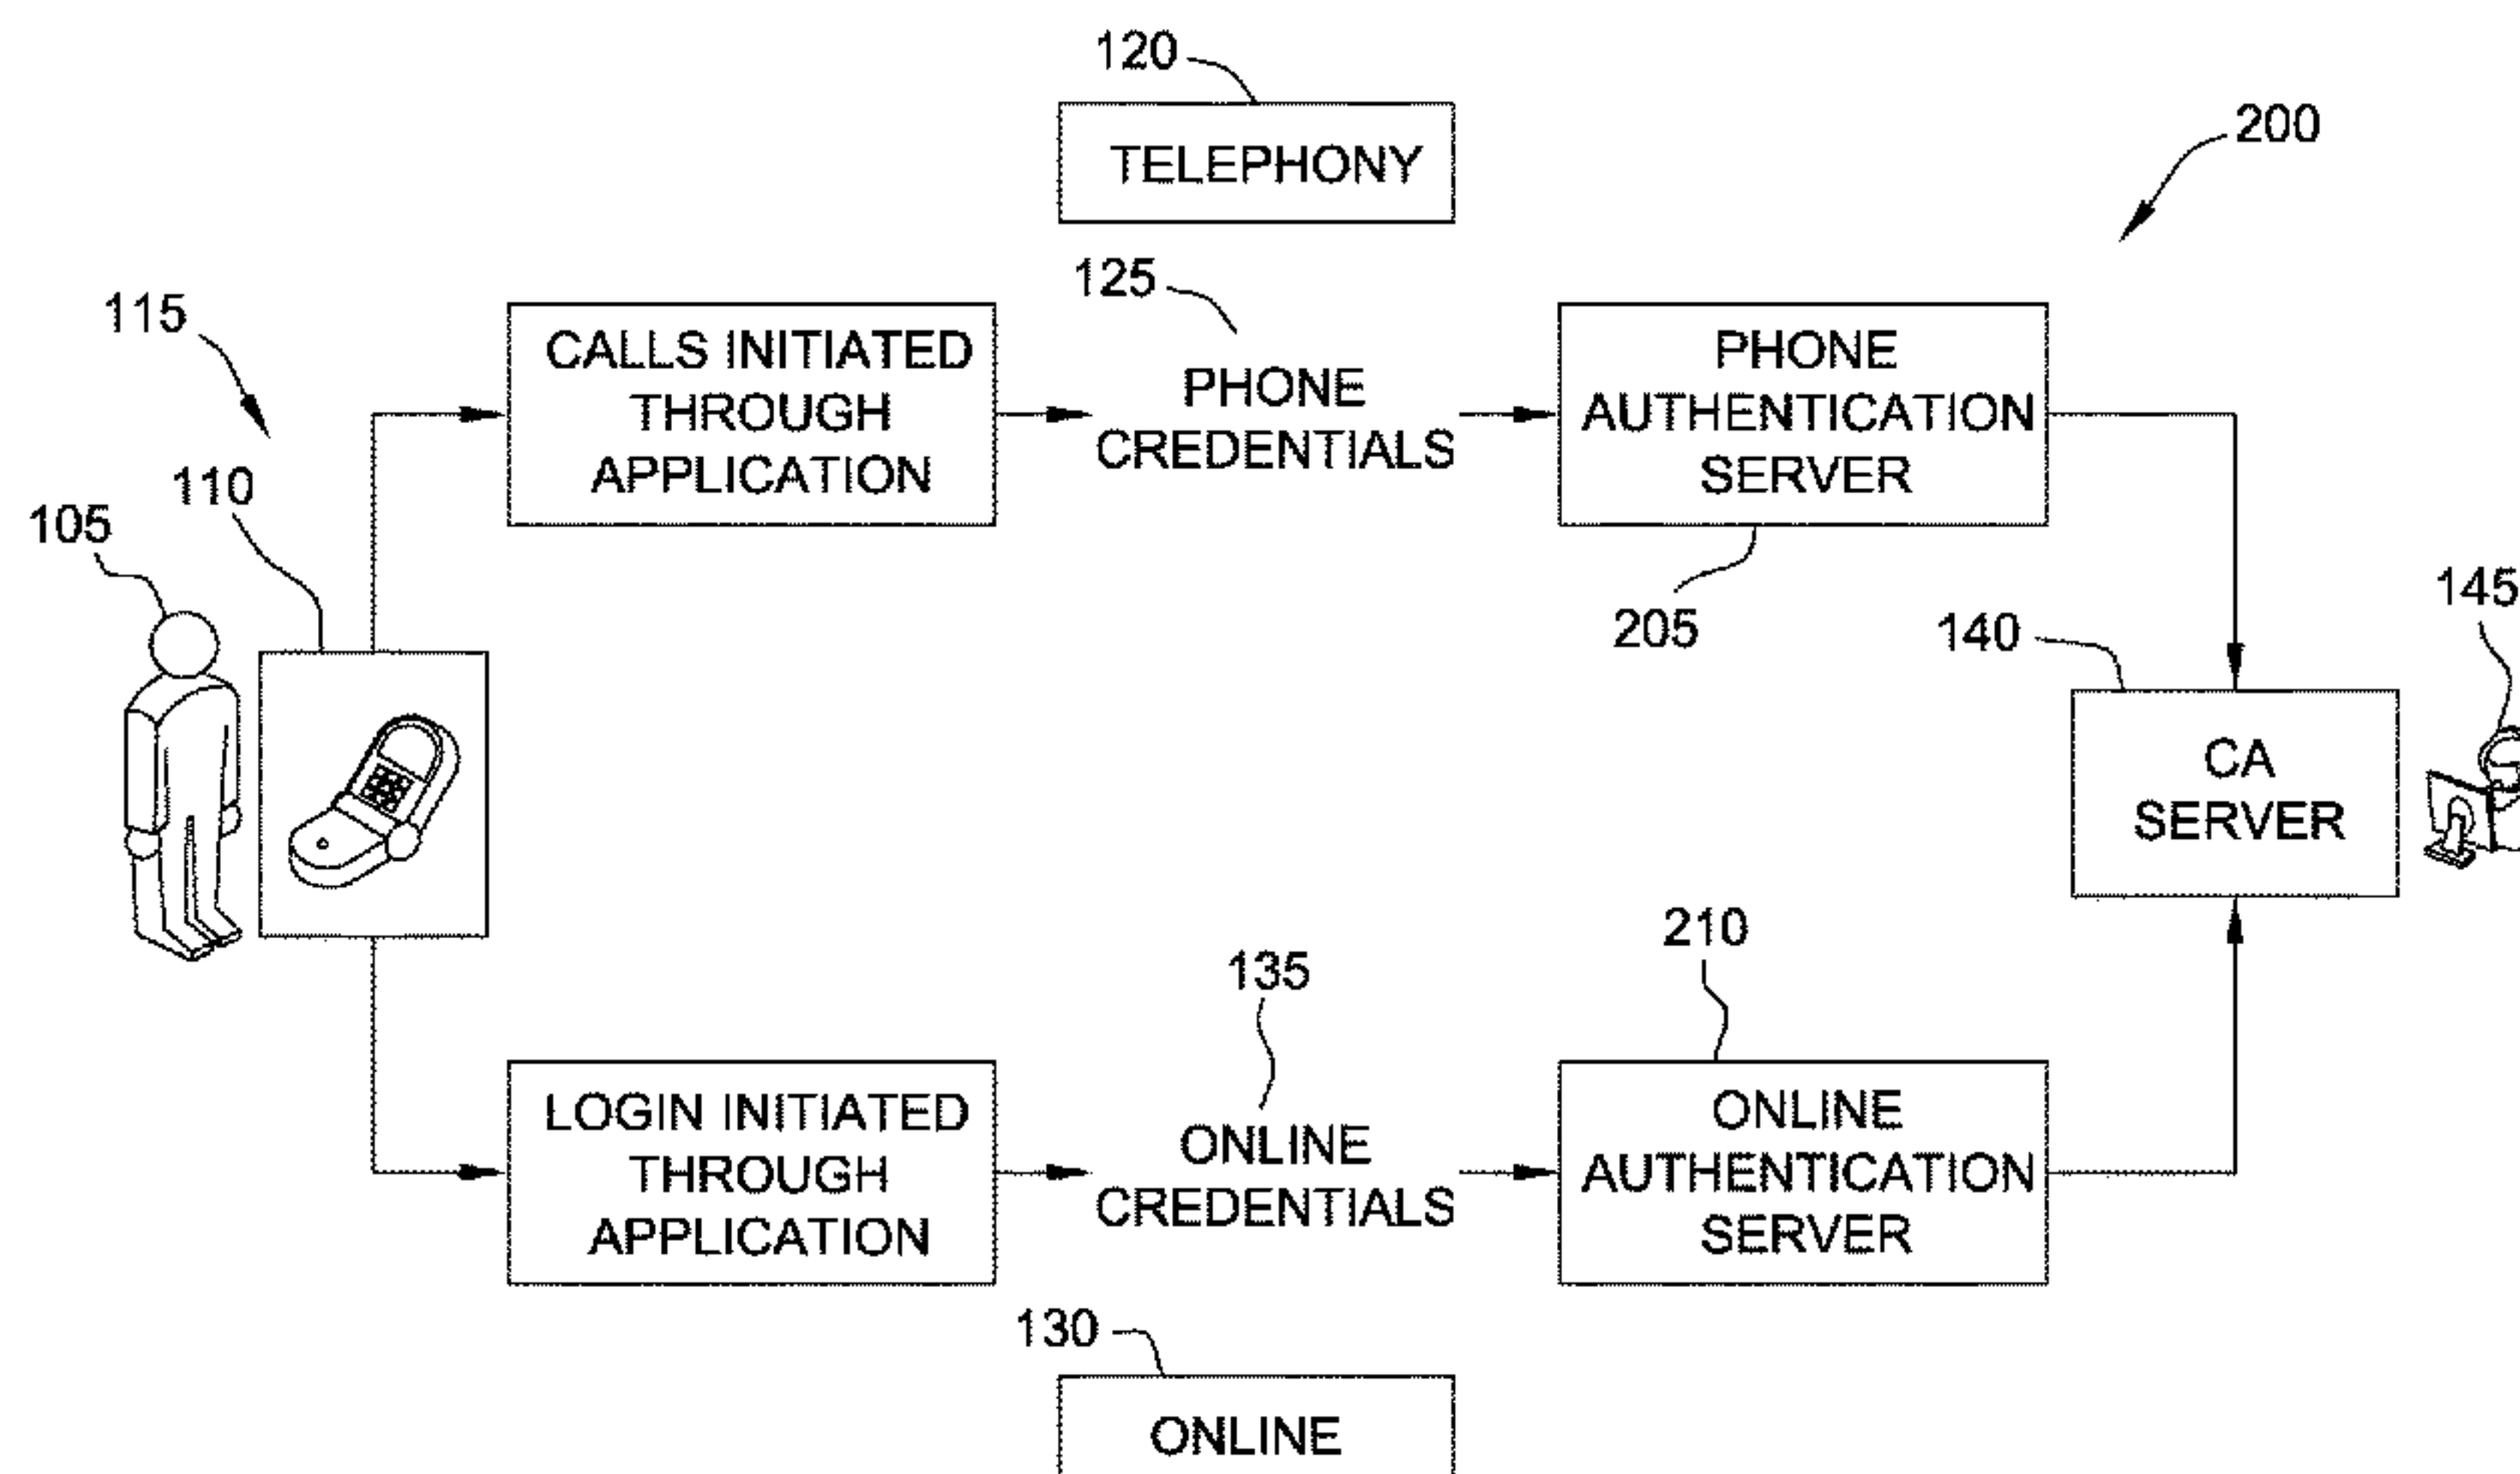 120
TELEPHONY
200
125
115
CALLS INITIATED
THROUGH
APPLICATION
PHONE
CREDENTIALS
PHONE
AUTHENTICATION
SERVER
110
105
205
140
145
CA
SERVER
135
210
LOGIN INITIATED
THROUGH
APPLICATION
ONLINE
CREDENTIALS
ONLINE
AUTHENTICATION
SERVER
130
ONLINE